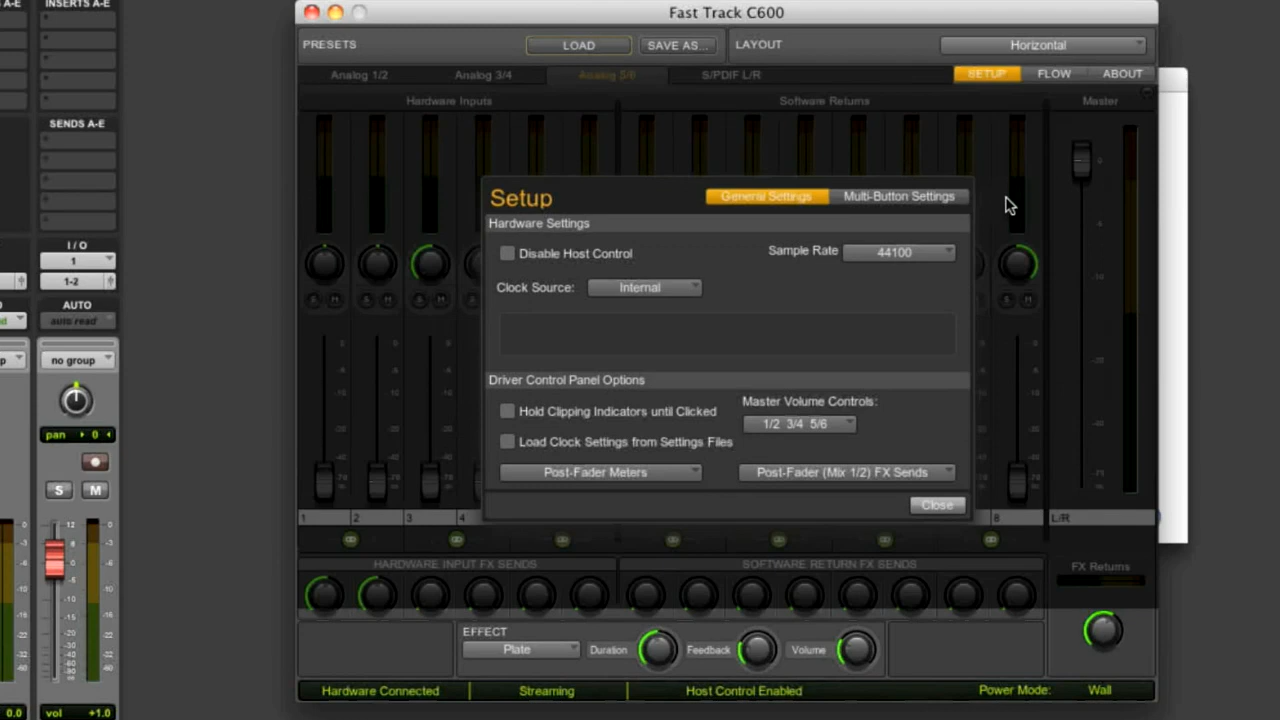 INSERTS A-E
SENDS A-E
I / O
1
1-2
AUTO
auto read
no group
pan 0
S M
12
vol +1.0
0.0
Fast Track C600
PRESETS LOAD SAVE AS... LAYOUT Horizontal
Analog 1/2 Analog 3/4 Analog 5/6 S/PDIF L/R SETUP FLOW ABOUT
Hardware Inputs Software Returns Master
Setup General Settings Multi-Button Settings
Hardware Settings
Disable Host Control Sample Rate 44100
Clock Source: Internal
Driver Control Panel Options
Hold Clipping Indicators until Clicked Master Volume Controls:
1/2 3/4 5/6
Load Clock Settings from Settings Files
Post-Fader Meters Post-Fader (Mix 1/2) FX Sends
Close
1 2 3 4 8 L/R
HARDWARE INPUT FX SENDS SOFTWARE RETURN FX SENDS FX Returns
EFFECT
Plate Duration Feedback Volume
Hardware Connected Streaming Host Control Enabled Power Mode: Wall